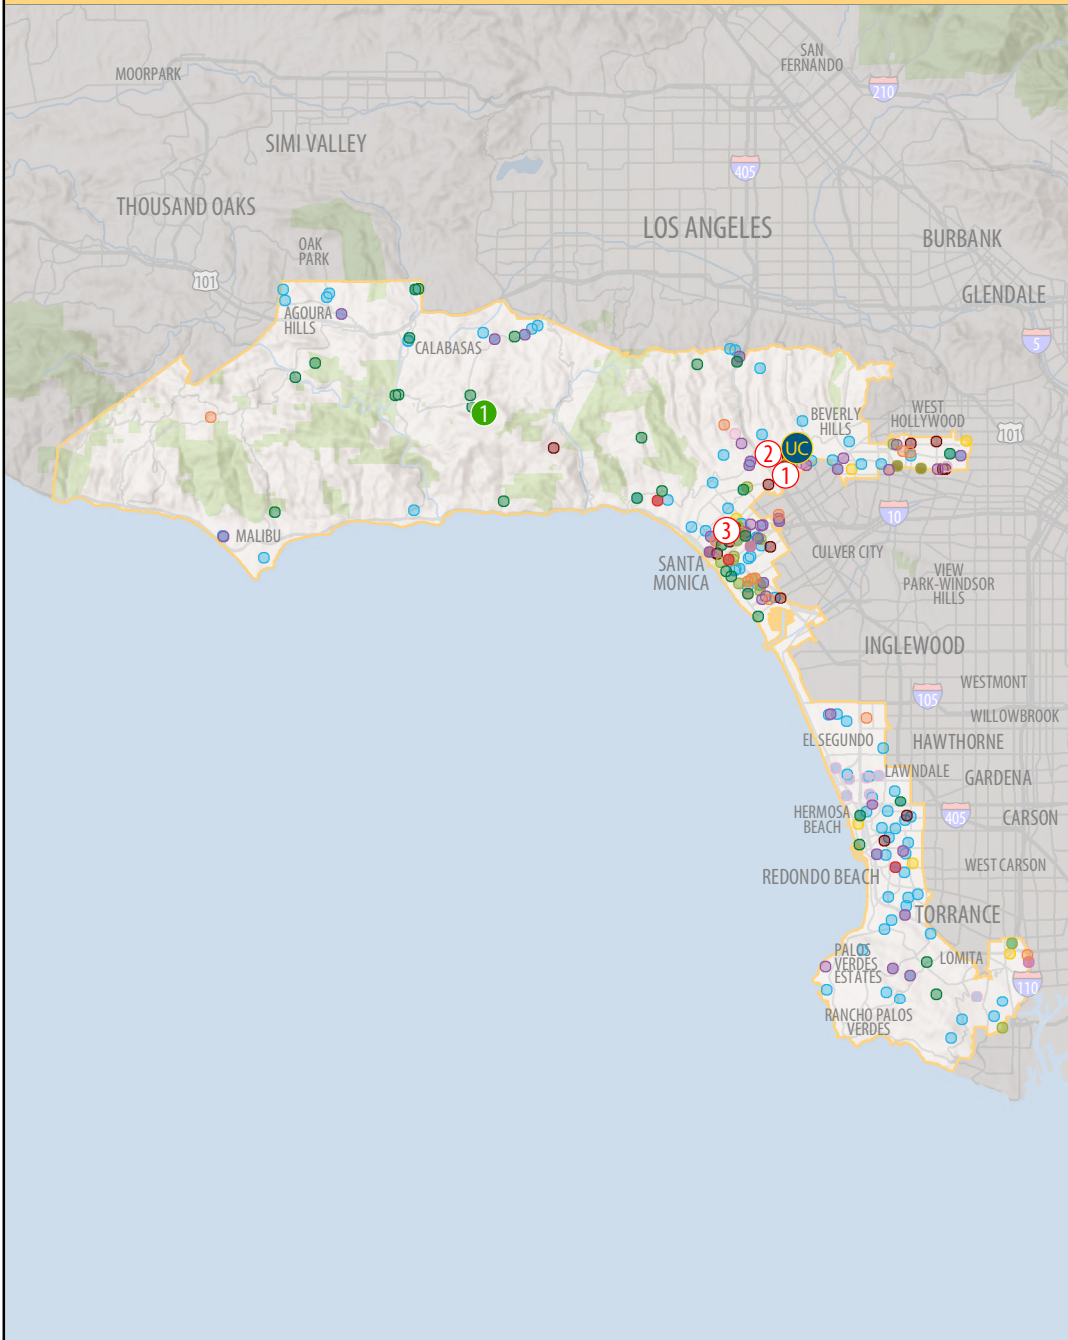 SAN
FERNANDO
MOORPARK
210
SIMI VALLEY
405
THOUSAND OAKS
LOS ANGELES
OAK
PARK
BURBANK
101
GLENDALE
AGOURA
HILLS
5
CALABASAS
1
BEVERLY
HILLS
WEST
HOLLYWOOD
101
UC
2
1
10
3
MALIBU
CULVER CITY
SANTA
MONICA
VIEW
PARK-WINDSOR
HILLS
INGLEWOOD
WESTMONT
105
WILLOWBROOK
EL SEGUNDO
HAWTHORNE
LAWNDALE
GARDENA
HERMOSA
BEACH
405
CARSON
WEST CARSON
REDONDO BEACH
TORRANCE
PALOS
VERDES
ESTATES
LOMITA
110
RANCHO PALOS
VERDES